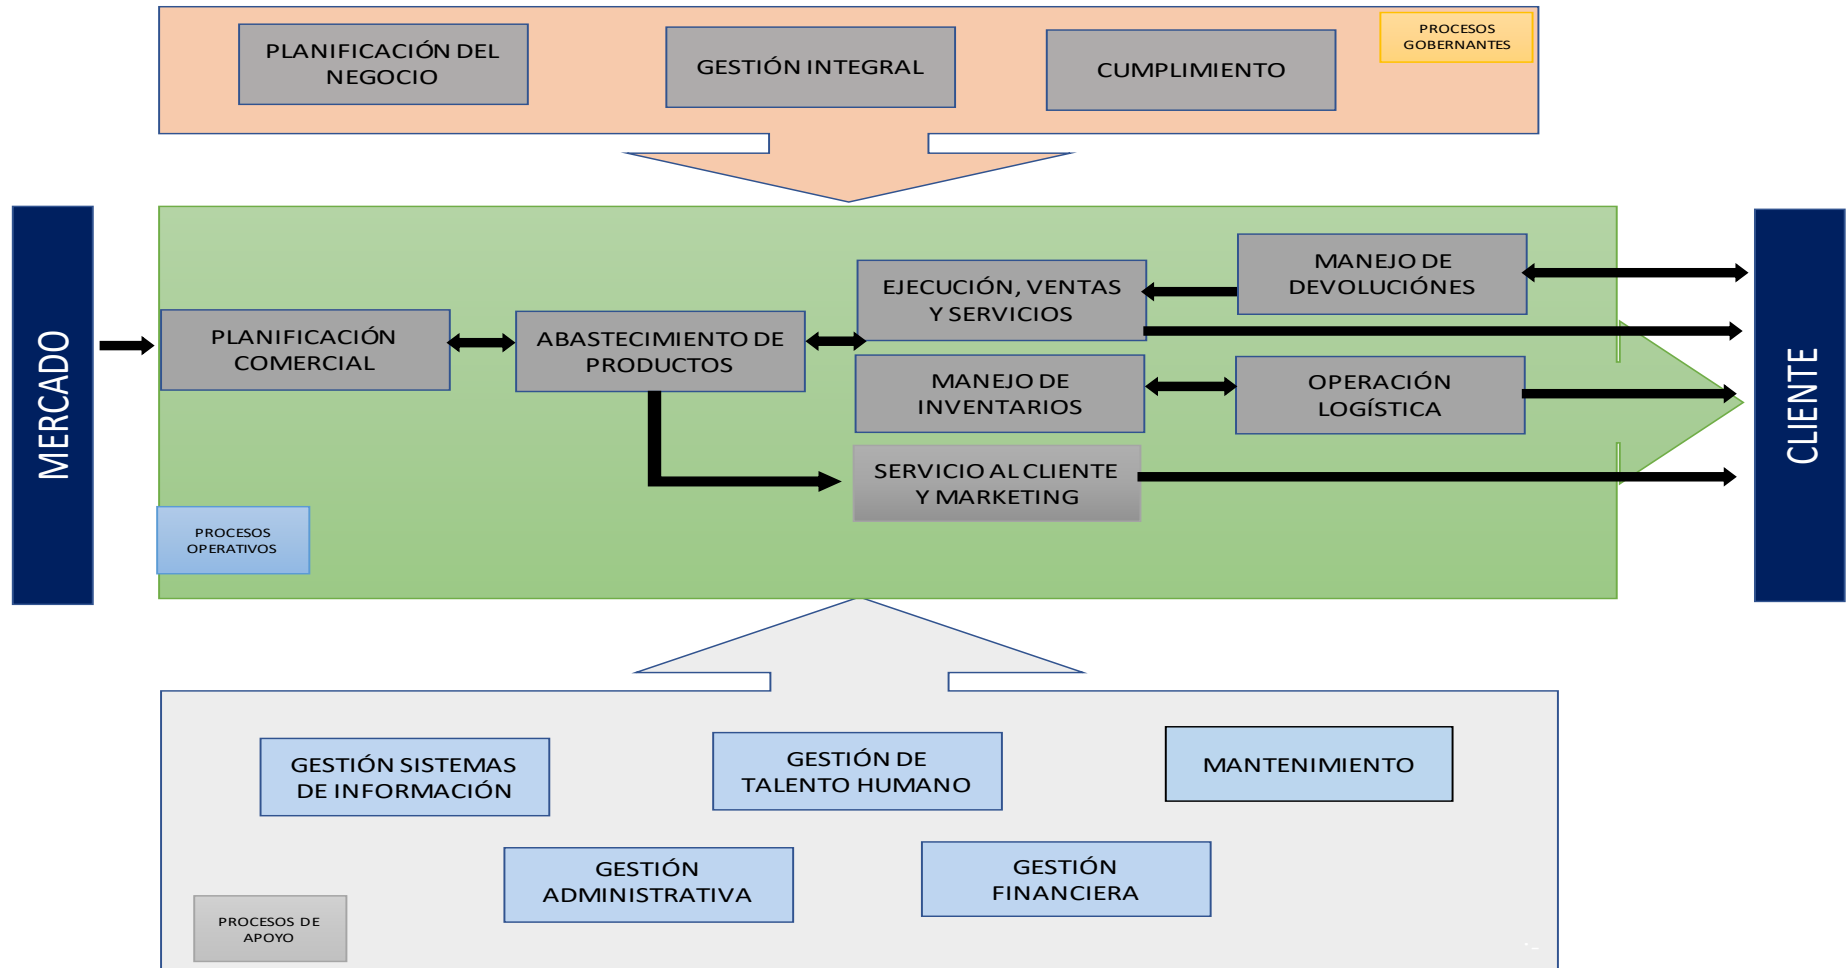 PROCESOS
GOBERNANTES
PLANIFICACIÓN DEL
NEGOCIO
GESTIÓN INTEGRAL
CUMPLIMIENTO
MERCADO
PLANIFICACIÓN
COMERCIAL
ABASTECIMIENTO DE
PRODUCTOS
EJECUCIÓN, VENTAS
Y SERVICIOS
MANEJO DE
DEVOLUCIÓNES
MANEJO DE
INVENTARIOS
OPERACIÓN
LOGÍSTICA
SERVICIO AL CLIENTE
Y MARKETING
PROCESOS
OPERATIVOS
CLIENTE
GESTIÓN SISTEMAS
DE INFORMACIÓN
GESTIÓN DE
TALENTO HUMANO
MANTENIMIENTO
GESTIÓN
ADMINISTRATIVA
GESTIÓN
FINANCIERA
PROCESOS DE
APOYO